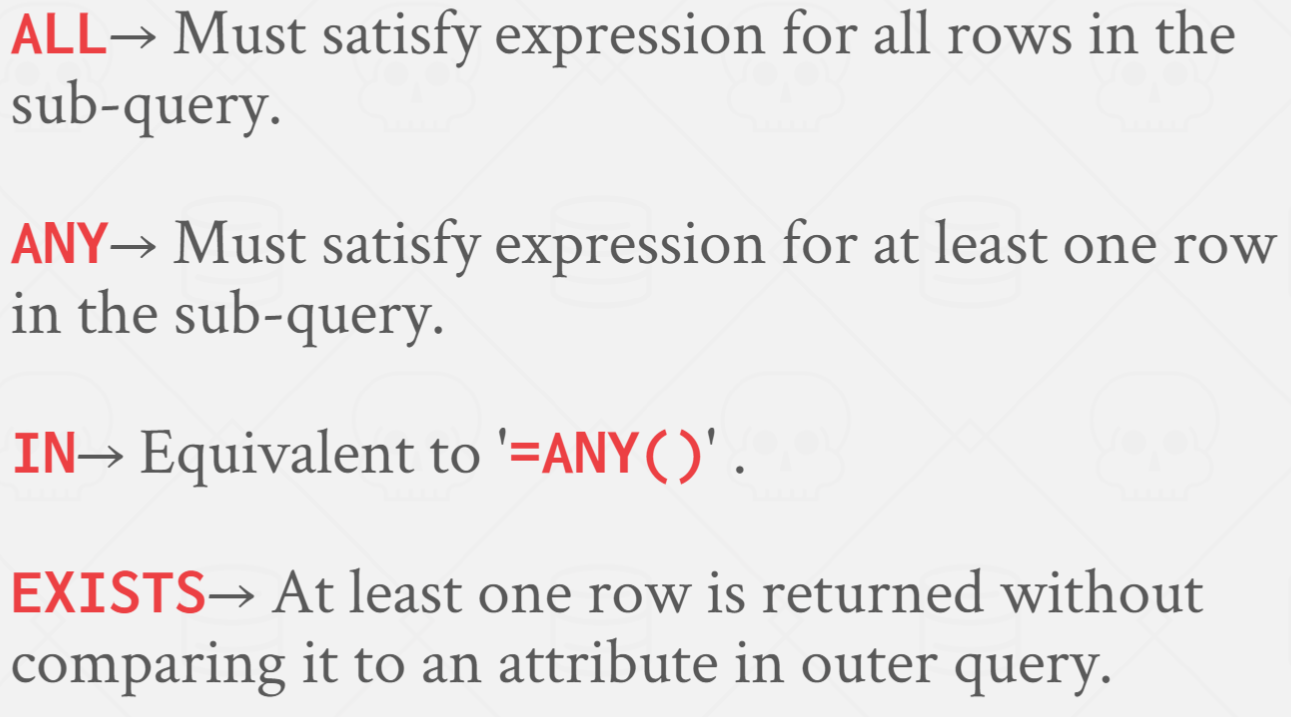 ALL→ Must satisfy expression for all rows in the
sub-query.
ANY→ Must satisfy expression for at least one row
in the sub-query.
IN→ Equivalent to '=ANY()' .
EXISTS→ At least one row is returned without
comparing it to an attribute in outer query.